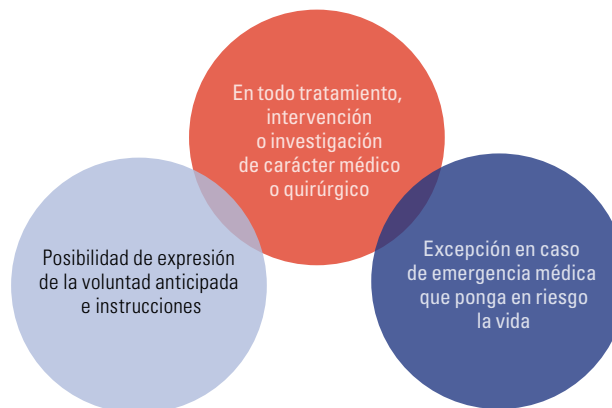 En todo tratamiento,
intervención
o investigación
de carácter médico
o quirúrgico
Posibilidad de expresión
de la voluntad anticipada
e instrucciones
Excepción en caso
de emergencia médica
que ponga en riesgo
la vida